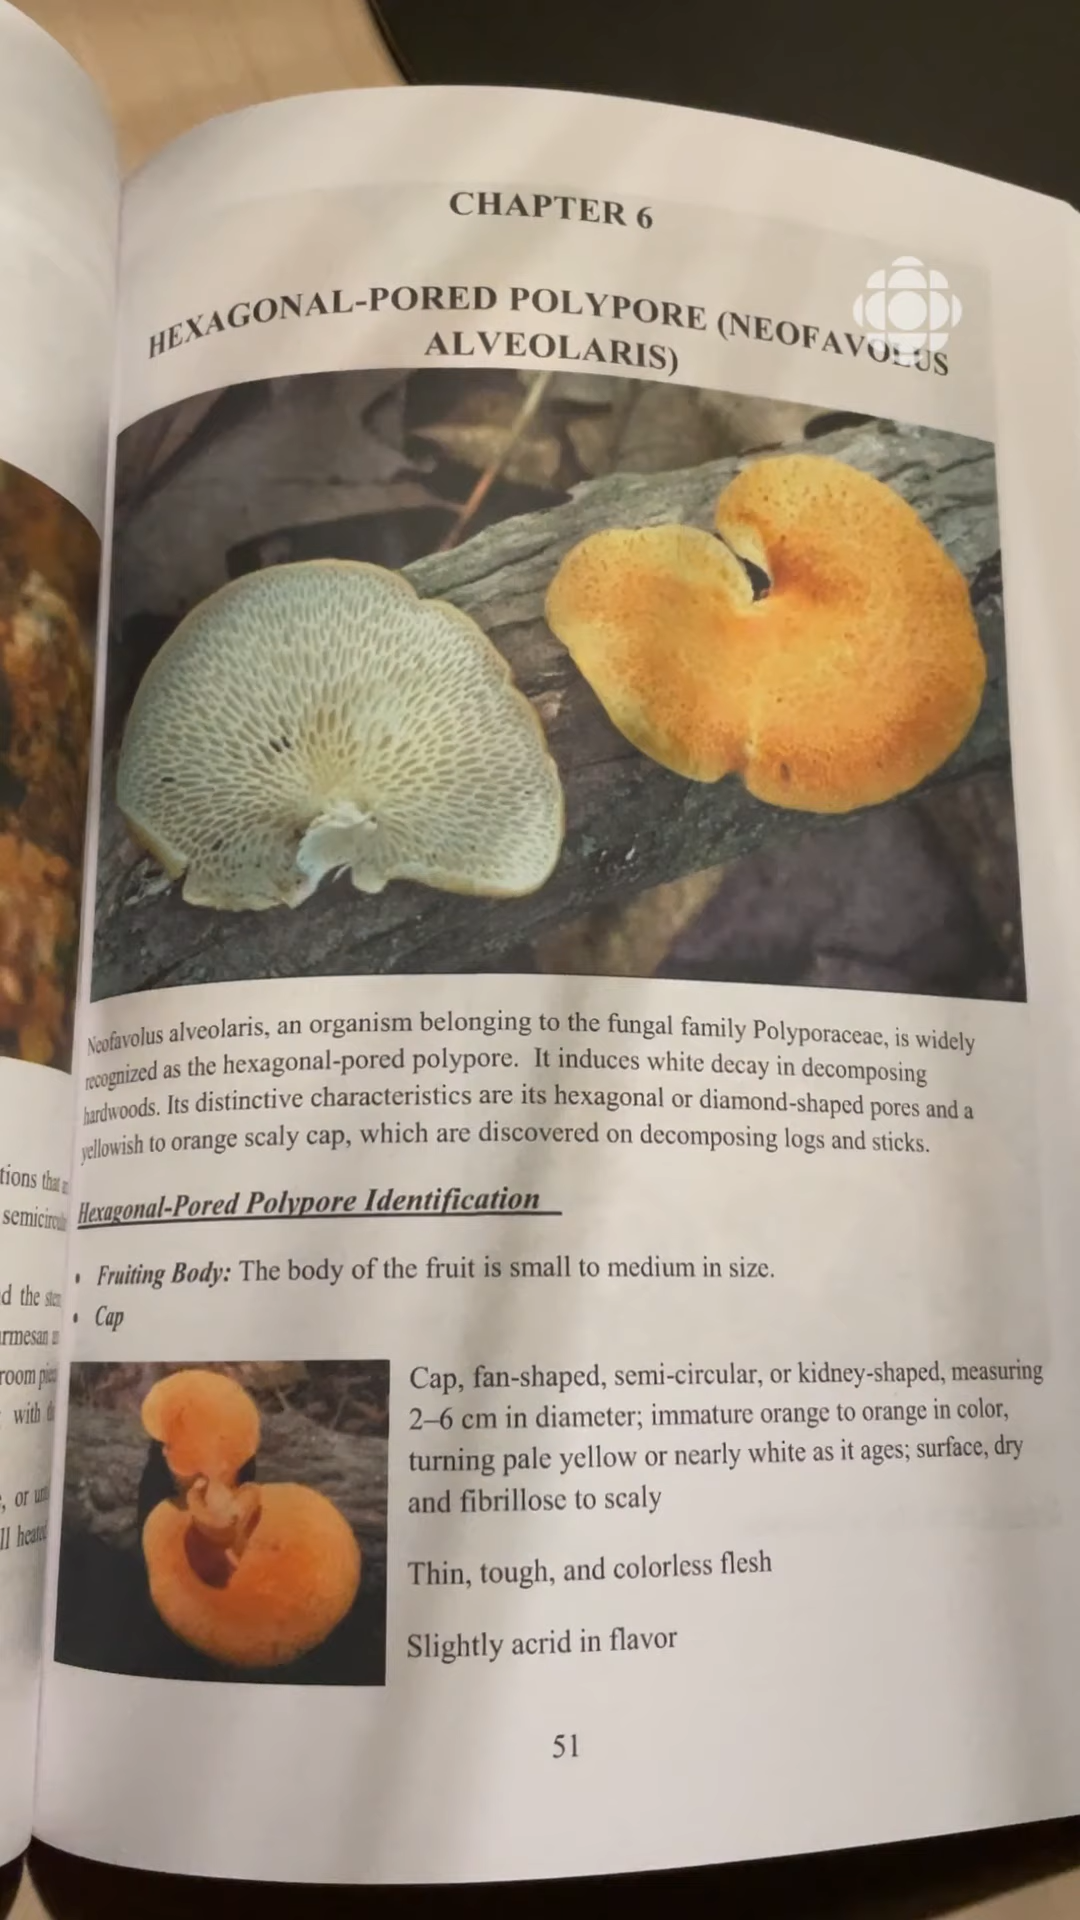 CHAPTER 6
HEXAGONAL-PORED POLYPORE (NEOFAVOLUS
ALVEOLARIS)
Neofavolus alveolaris, an organism belonging to the fungal family Polyporaceae, is widely
recognized as the hexagonal-pored polypore. It induces white decay in decomposing
hardwoods. Its distinctive characteristics are its hexagonal or diamond-shaped pores and a
yellowish to orange scaly cap, which are discovered on decomposing logs and sticks.
tions that
Hexagonal-Pored Polypore Identification
• Fruiting Body: The body of the fruit is small to medium in size.
d the
• Cap
with
, or
Cap, fan-shaped, semi-circular, or kidney-shaped, measuring
2–6 cm in diameter; immature orange to orange in color,
turning pale yellow or nearly white as it ages; surface, dry
and fibrillose to scaly
Thin, tough, and colorless flesh
Slightly acrid in flavor
51